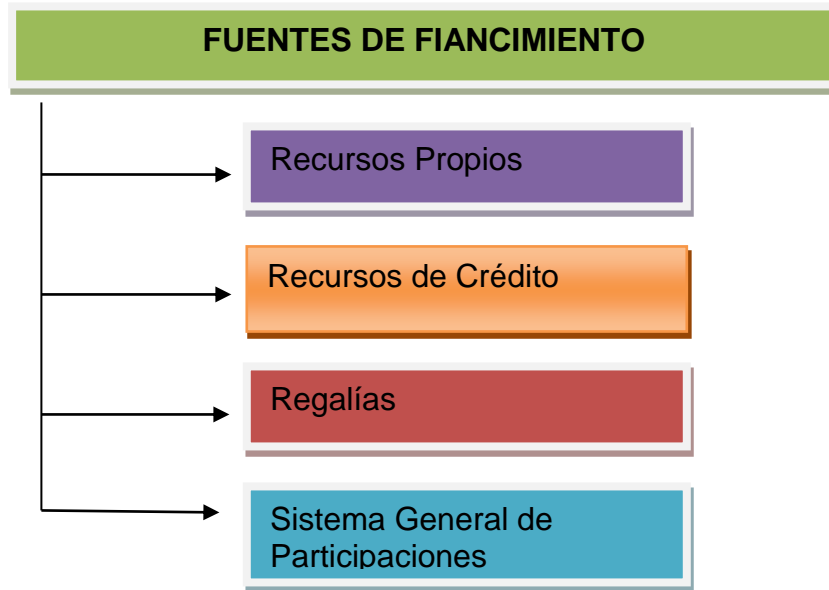 FUENTES DE FIANCIMIENTO
Recursos Propios
Recursos de Crédito
Regalías
Sistema General de
Participaciones